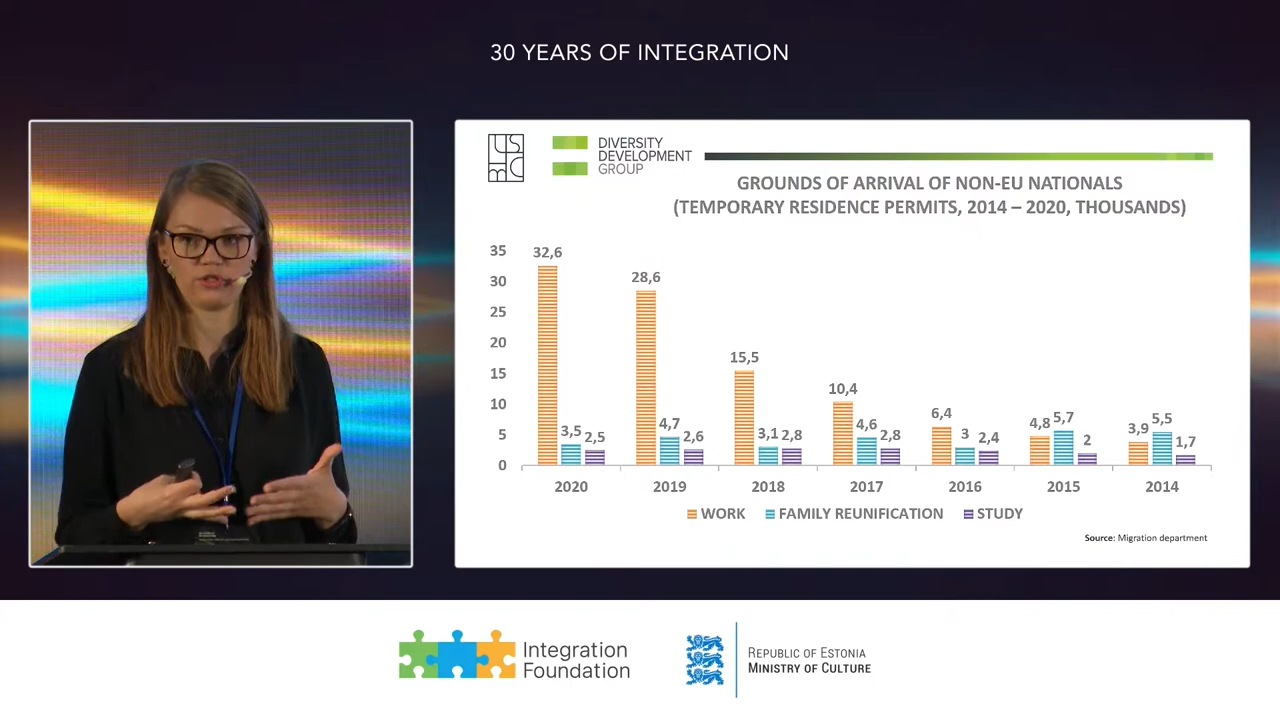 30 YEARS OF INTEGRATION
DIVERSITY
DEVELOPMENT
GROUP
GROUNDS OF ARRIVAL OF NON-EU NATIONALS
(TEMPORARY RESIDENCE PERMITS, 2014 – 2020, THOUSANDS)
35
30
25
20
15
10
5
0
32,6
3,5
2,5
28,6
4,7
2,6
15,5
3,1
2,8
10,4
4,6
2,8
6,4
3
2,4
4,8
5,7
2
3,9
5,5
1,7
2020 2019 2018 2017 2016 2015 2014
WORK FAMILY REUNIFICATION STUDY
Source: Migration department
Integration
Foundation
REPUBLIC OF ESTONIA
MINISTRY OF CULTURE